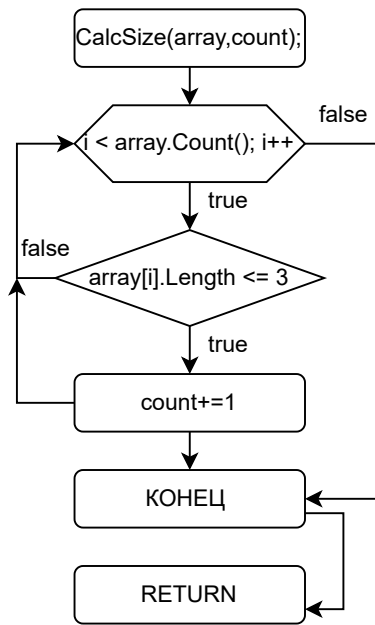 CalcSize(array,count);
i < array.Count(); i++
false
true
false
array[i].Length <= 3
true
count+=1
КОНЕЦ
RETURN